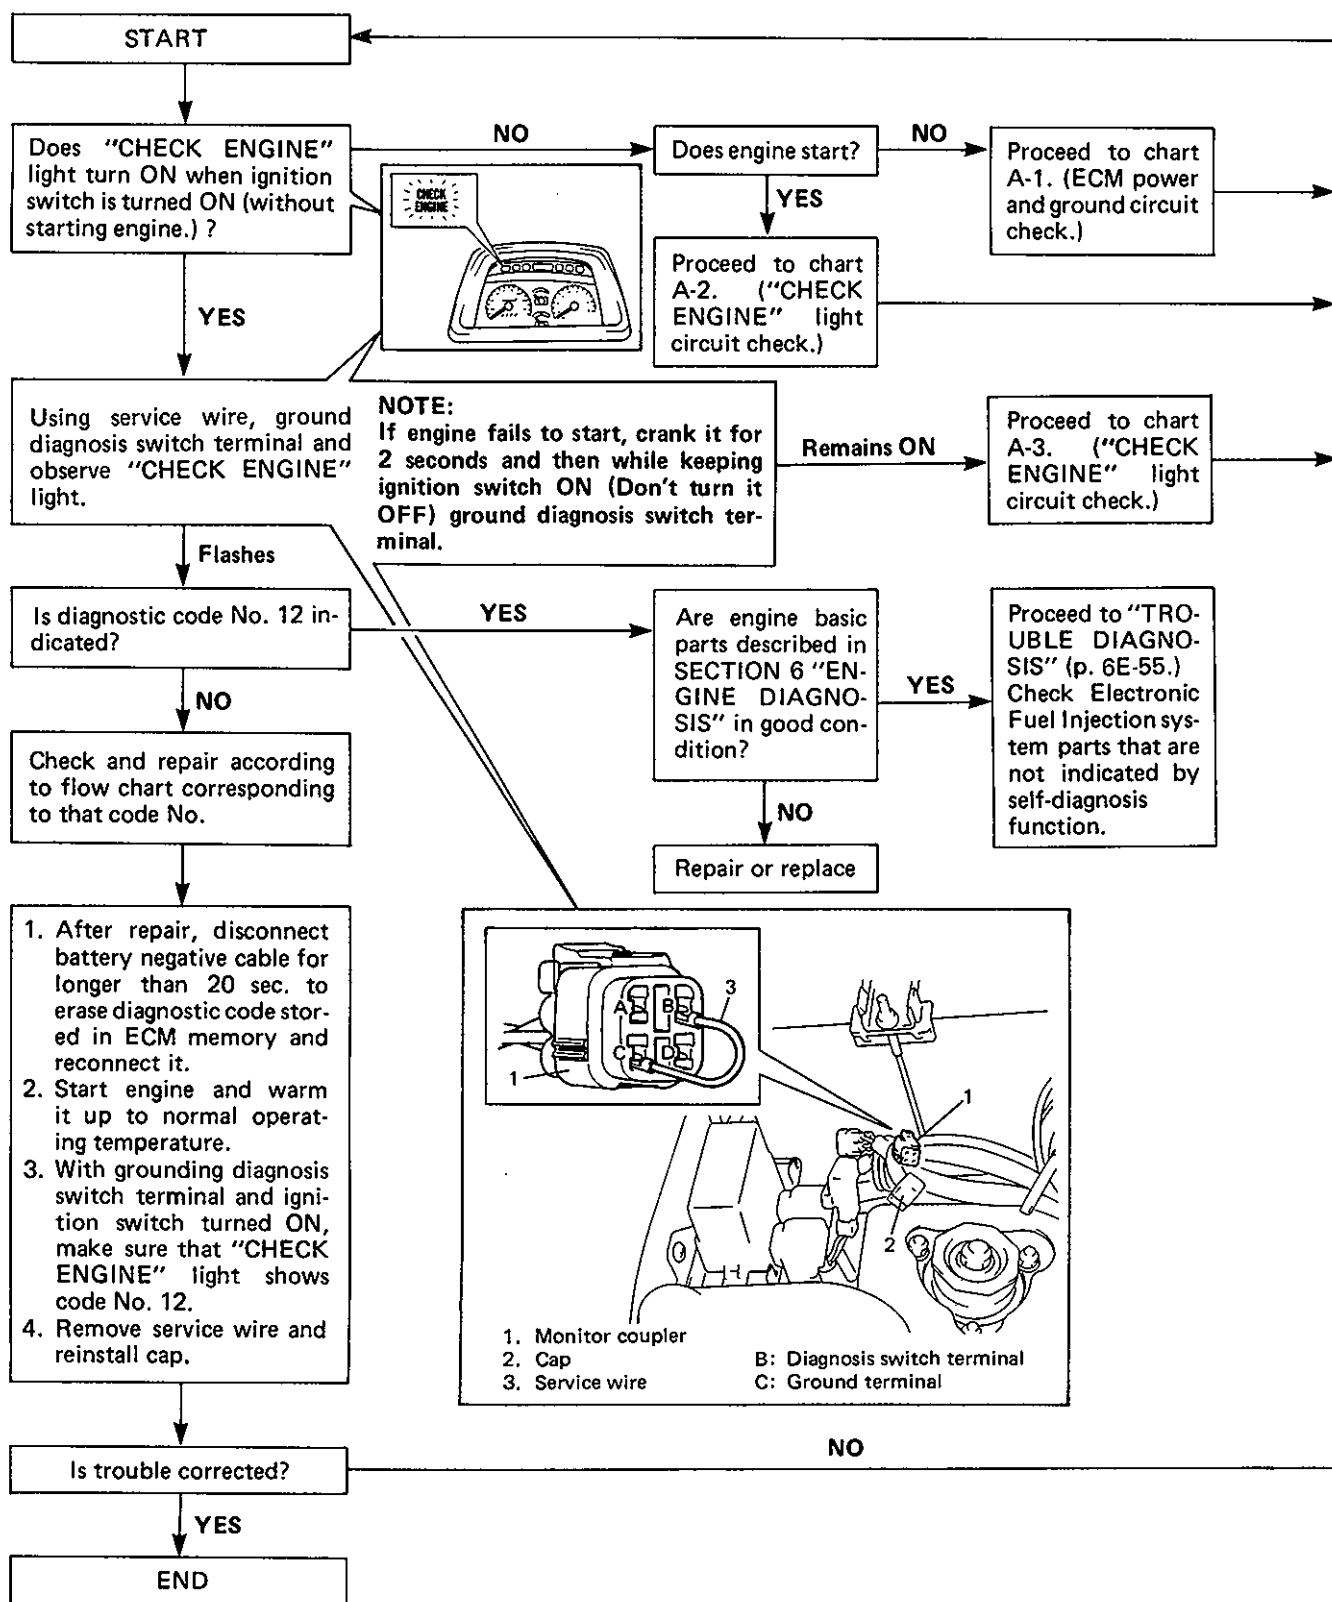 START
Does "CHECK ENGINE"
light turn ON when ignition
switch is turned ON (without
starting engine.) ?
NO
Does engine start?
NO
Proceed to chart
A-1. (ECM power
and ground circuit
check.)
CHECK
ENGINE
YES
Proceed to chart
A-2. ("CHECK
ENGINE" light
circuit check.)
YES
Using service wire, ground
diagnosis switch terminal and
observe "CHECK ENGINE"
light.
NOTE:
If engine fails to start, crank it for
2 seconds and then while keeping
ignition switch ON (Don't turn it
OFF) ground diagnosis switch ter-
minal.
Remains ON
Proceed to chart
A-3. ("CHECK
ENGINE" light
circuit check.)
Flashes
Is diagnostic code No. 12 in-
dicated?
YES
Are engine basic
parts described in
SECTION 6 "EN-
GINE DIAGNO-
SIS" in good con-
dition?
YES
Proceed to "TRO-
UBLE DIAGNO-
SIS" (p. 6E-55.)
Check Electronic
Fuel Injection sys-
tem parts that are
not indicated by
self-diagnosis
function.
NO
Check and repair according
to flow chart corresponding
to that code No.
NO
Repair or replace
1. After repair, disconnect
battery negative cable for
longer than 20 sec. to
erase diagnostic code stor-
ed in ECM memory and
reconnect it.
2. Start engine and warm
it up to normal operat-
ing temperature.
3. With grounding diagnosis
switch terminal and igni-
tion switch turned ON,
make sure that "CHECK
ENGINE" light shows
code No. 12.
4. Remove service wire and
reinstall cap.
A
B
C
D
3
1
1
2
1. Monitor coupler
2. Cap
3. Service wire
B: Diagnosis switch terminal
C: Ground terminal
Is trouble corrected?
NO
YES
END